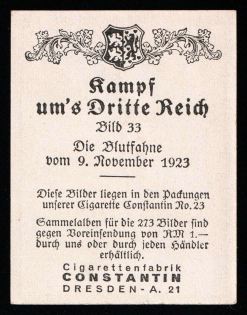 Kampf
um's Dritte Reich
Bild 33
Die Blutfahne
vom 9. November 1923
Diese Bilder liegen in den Packungen
unserer Cigarette Constantin No. 23
Sammelalben für die 273 Bilder sind
gegen Voreinsendung von RM 1.—
durch uns oder durch jeden Händler
erhältlich.
Cigarettenfabrik
CONSTANTIN
DRESDEN - A. 21